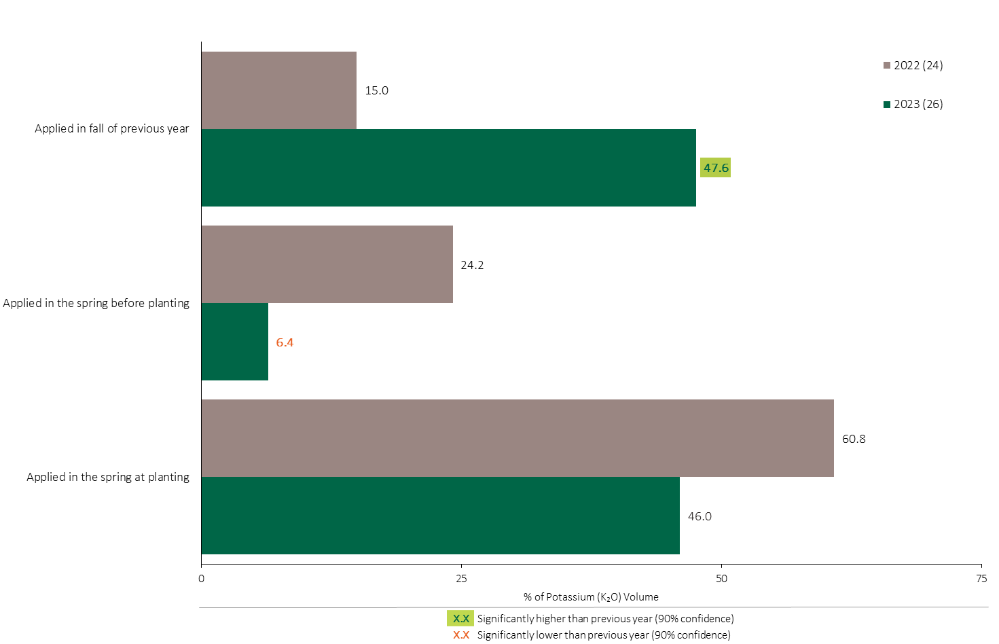 2022 (24)
2023 (26)
15.0
Applied in fall of previous year
47.6
24.2
Applied in the spring before planting
6.4
60.8
Applied in the spring at planting
46.0
0 25 50 75
% of Potassium (K₂O) Volume
X.X Significantly higher than previous year (90% confidence)
X.X Significantly lower than previous year (90% confidence)